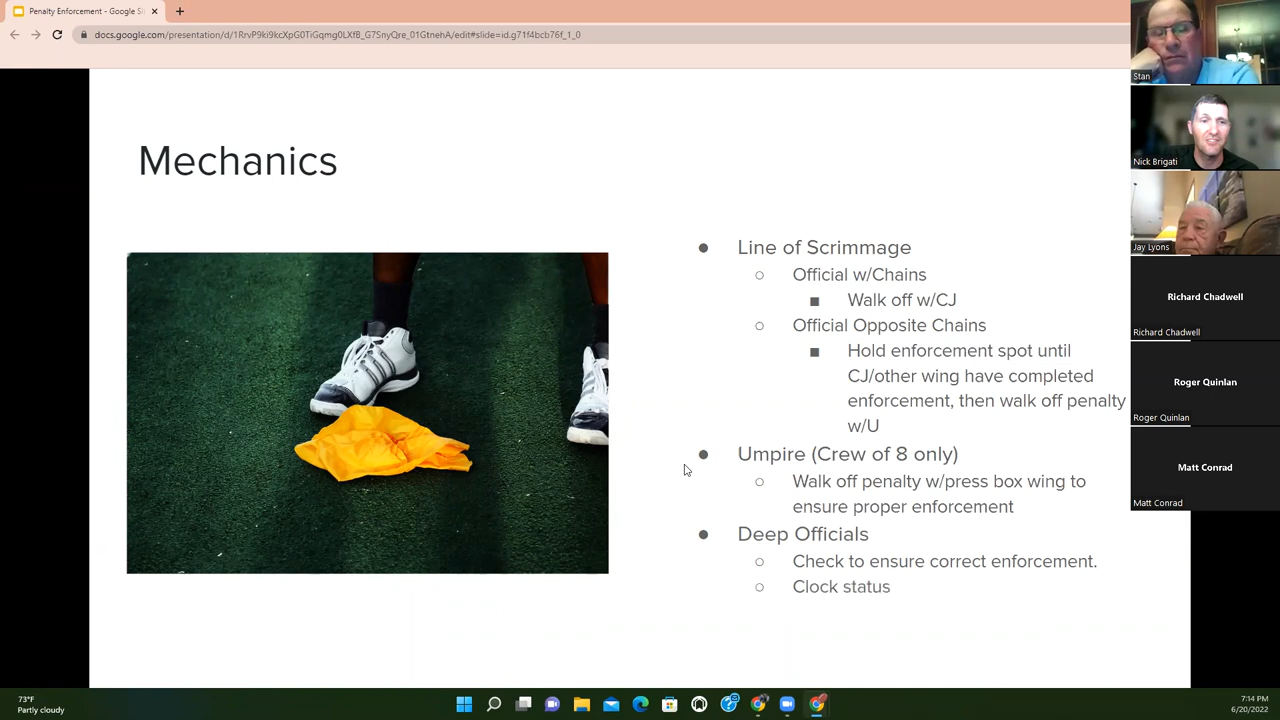 Penalty Enforcement - Google Sli
docs.google.com/presentation/d/1RrvP9ki9kcXpG0TiGqmg0LXfB_G7SnyQre_01GtnehA/edit#slide=id.g71f4bcb76f_1_0
Mechanics
● Line of Scrimmage
○ Official w/Chains
■ Walk off w/CJ
○ Official Opposite Chains
■ Hold enforcement spot until
CJ/other wing have completed
enforcement, then walk off penalty
w/U
● Umpire (Crew of 8 only)
○ Walk off penalty w/press box wing to
ensure proper enforcement
● Deep Officials
○ Check to ensure correct enforcement.
○ Clock status
Stan
Nick Brigati
Jay Lyons
Richard Chadwell
Richard Chadwell
Roger Quinlan
Roger Quinlan
Matt Conrad
Matt Conrad
73°F
Partly cloudy
7:14 PM
6/20/2022